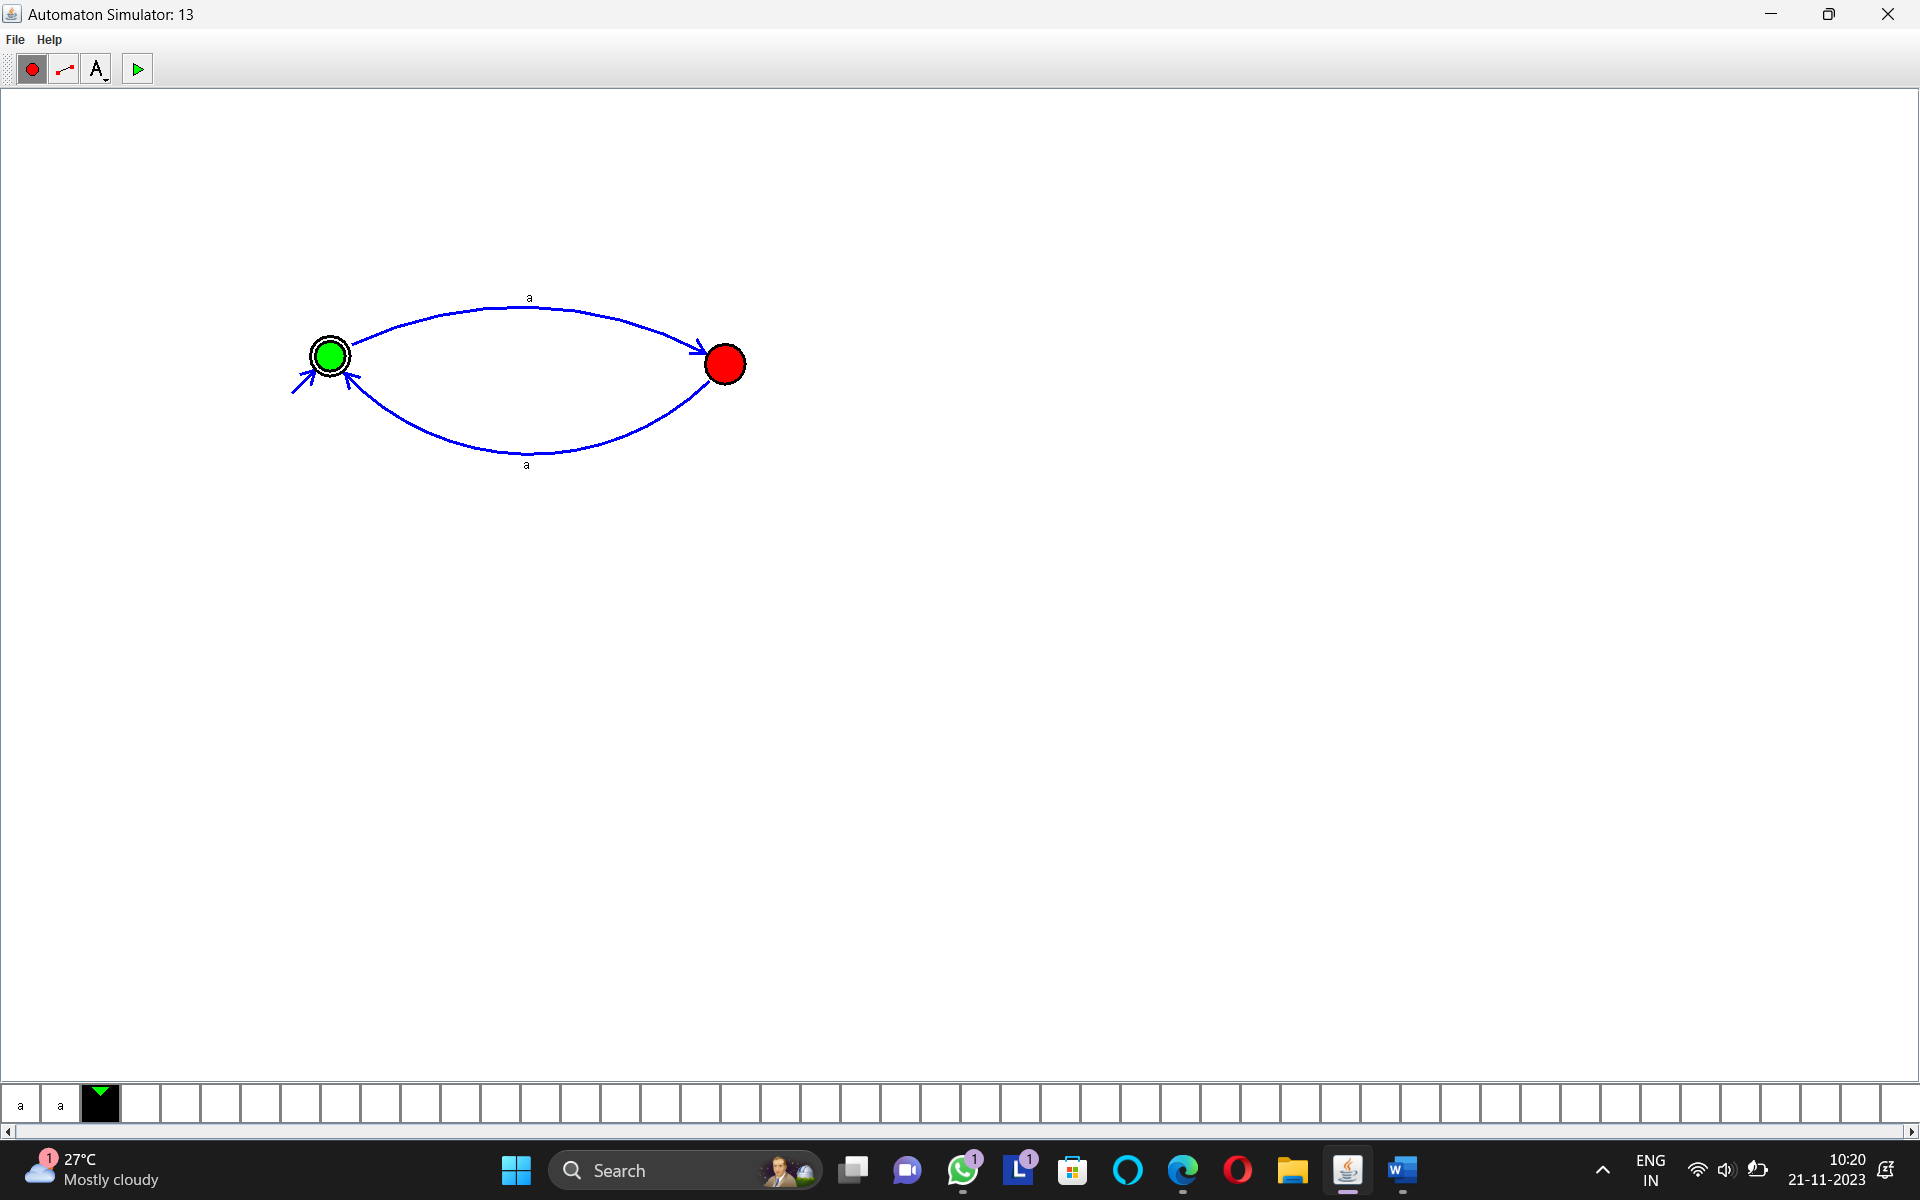 Automaton Simulator: 13
File Help
A
a
a
a a
1
27°C
Mostly cloudy
Search
1
L 1
W
ENG
IN
10:20
21-11-2023